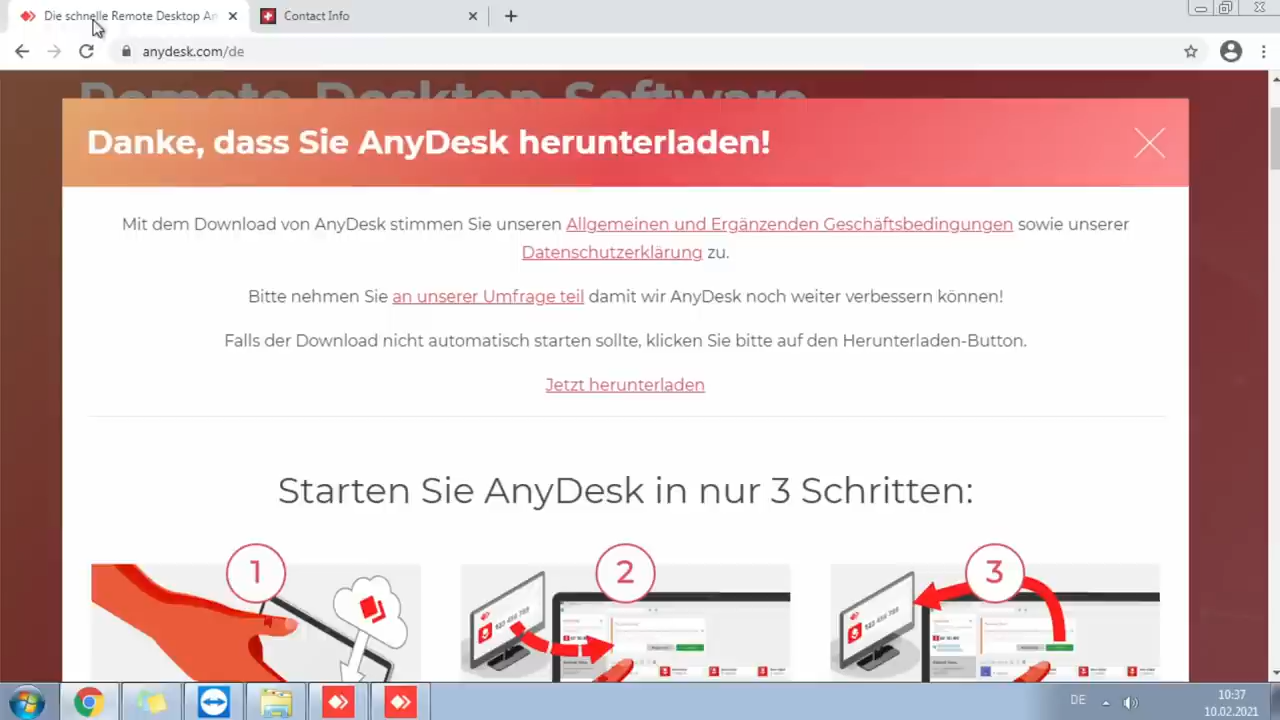 Die schnelle Remote Desktop An
Contact Info
anydesk.com/de
Remote Desktop Software
Danke, dass Sie AnyDesk herunterladen!
Mit dem Download von AnyDesk stimmen Sie unseren Allgemeinen und Ergänzenden Geschäftsbedingungen sowie unserer
Datenschutzerklärung zu.
Bitte nehmen Sie an unserer Umfrage teil damit wir AnyDesk noch weiter verbessern können!
Falls der Download nicht automatisch starten sollte, klicken Sie bitte auf den Herunterladen-Button.
Jetzt herunterladen
Starten Sie AnyDesk in nur 3 Schritten:
1
2
3
DE
10:37
10.02.2021